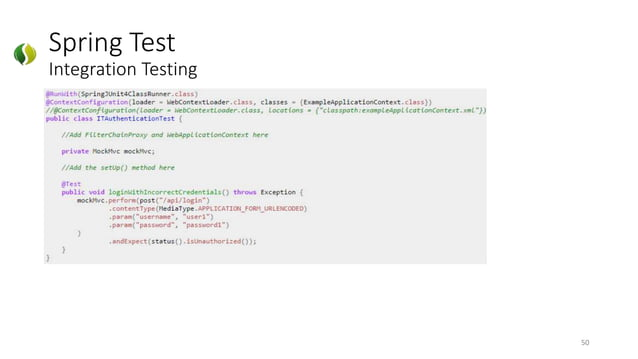 Spring Test
Integration Testing
@RunWith(SpringJUnit4ClassRunner.class)
@ContextConfiguration(loader = WebContextLoader.class, classes = {ExampleApplicationContext.class})
//@ContextConfiguration(loader = WebContextLoader.class, locations = {"classpath:exampleApplicationContext.xml"})
public class ITAuthenticationTest {
//Add FilterChainProxy and WebApplicationContext here
private MockMvc mockMvc;
//Add the setUp() method here
@Test
public void loginWithIncorrectCredentials() throws Exception {
mockMvc.perform(post("/api/login")
.contentType(MediaType.APPLICATION_FORM_URLENCODED)
.param("username", "user1")
.param("password", "password1")
)
.andExpect(status().isUnauthorized());
}
}
50